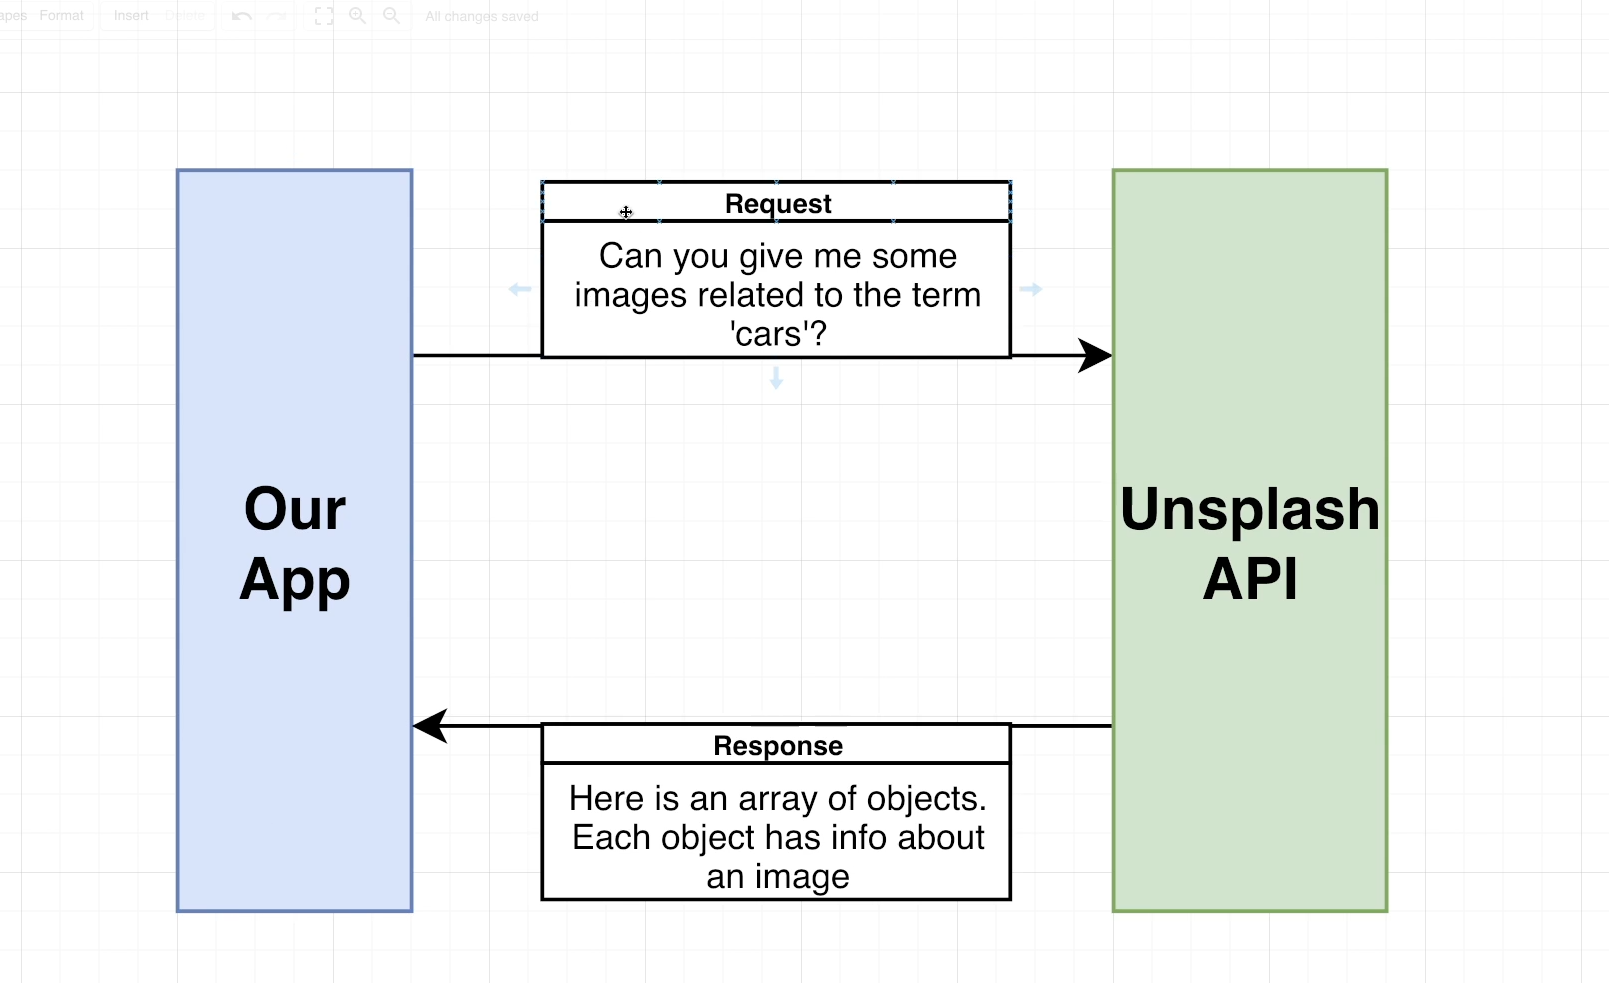 apes Format Insert Delete All changes saved
Request
Can you give me some
images related to the term
'cars'?
Our
App
Unsplash
API
Response
Here is an array of objects.
Each object has info about
an image